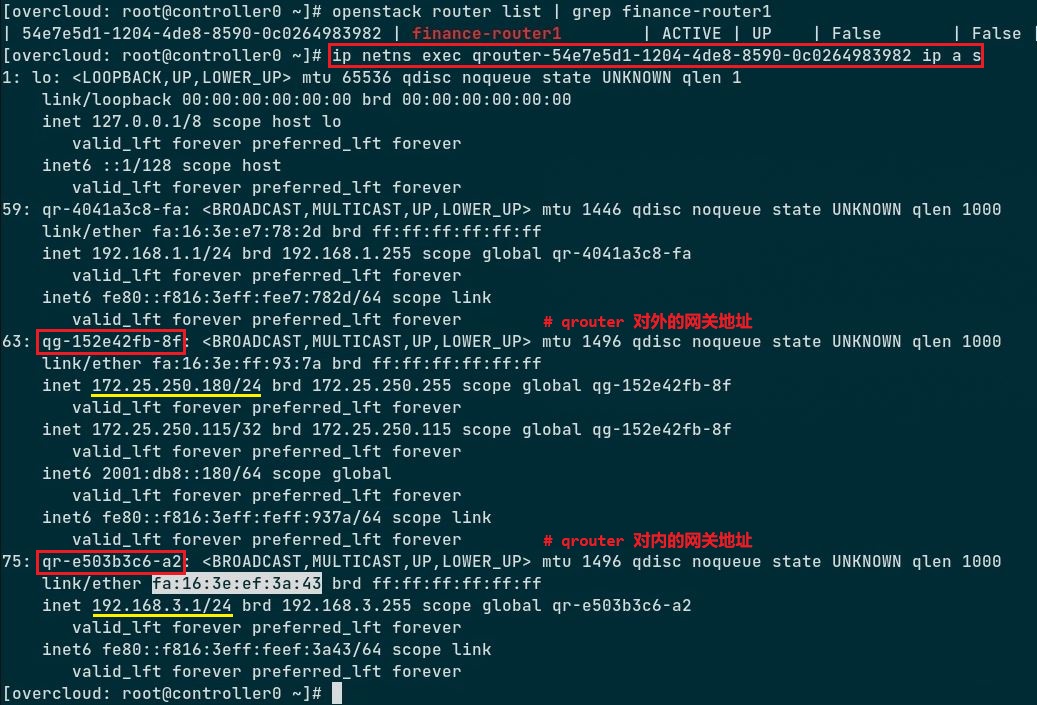 [overcloud: root@controller0 ~]# openstack router list | grep finance-router1
| 54e7e5d1-1204-4de8-8590-0c0264983982 | finance-router1        | ACTIVE | UP    | False       | False |
[overcloud: root@controller0 ~]# ip netns exec qrouter-54e7e5d1-1204-4de8-8590-0c0264983982 ip a s
1: lo: <LOOPBACK,UP,LOWER_UP> mtu 65536 qdisc noqueue state UNKNOWN qlen 1
    link/loopback 00:00:00:00:00:00 brd 00:00:00:00:00:00
    inet 127.0.0.1/8 scope host lo
       valid_lft forever preferred_lft forever
    inet6 ::1/128 scope host
       valid_lft forever preferred_lft forever
59: qr-4041a3c8-fa: <BROADCAST,MULTICAST,UP,LOWER_UP> mtu 1446 qdisc noqueue state UNKNOWN qlen 1000
    link/ether fa:16:3e:e7:78:2d brd ff:ff:ff:ff:ff:ff
    inet 192.168.1.1/24 brd 192.168.1.255 scope global qr-4041a3c8-fa
       valid_lft forever preferred_lft forever
    inet6 fe80::f816:3eff:fee7:782d/64 scope link
       valid_lft forever preferred_lft forever        # qrouter 对外的网关地址
63: qg-152e42fb-8f: <BROADCAST,MULTICAST,UP,LOWER_UP> mtu 1496 qdisc noqueue state UNKNOWN qlen 1000
    link/ether fa:16:3e:ff:93:7a brd ff:ff:ff:ff:ff:ff
    inet 172.25.250.180/24 brd 172.25.250.255 scope global qg-152e42fb-8f
       valid_lft forever preferred_lft forever
    inet 172.25.250.115/32 brd 172.25.250.115 scope global qg-152e42fb-8f
       valid_lft forever preferred_lft forever
    inet6 2001:db8::180/64 scope global
       valid_lft forever preferred_lft forever
    inet6 fe80::f816:3eff:feff:937a/64 scope link
       valid_lft forever preferred_lft forever        # qrouter 对内的网关地址
75: qr-e503b3c6-a2: <BROADCAST,MULTICAST,UP,LOWER_UP> mtu 1496 qdisc noqueue state UNKNOWN qlen 1000
    link/ether fa:16:3e:ef:3a:43 brd ff:ff:ff:ff:ff:ff
    inet 192.168.3.1/24 brd 192.168.3.255 scope global qr-e503b3c6-a2
       valid_lft forever preferred_lft forever
    inet6 fe80::f816:3eff:feef:3a43/64 scope link
       valid_lft forever preferred_lft forever
[overcloud: root@controller0 ~]#